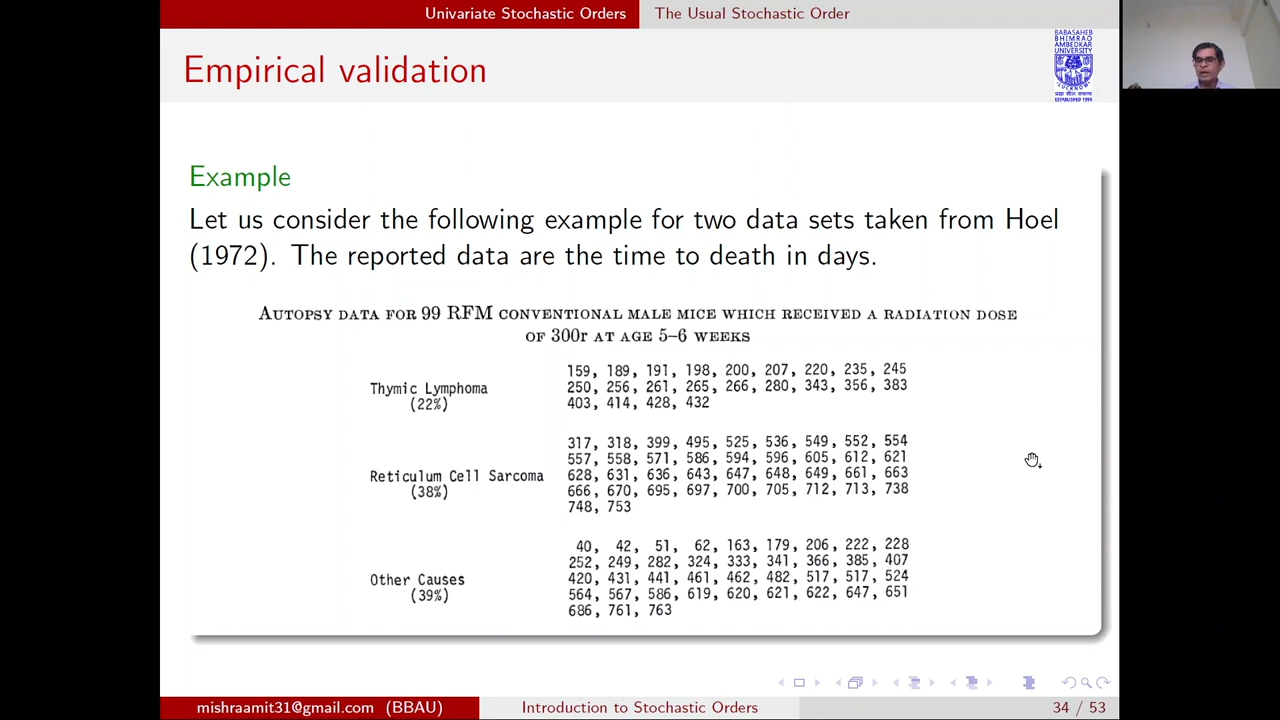 Univariate Stochastic Orders The Usual Stochastic Order
Empirical validation
BABASAHEB
BHIMRAO
AMBEDKAR
UNIVERSITY
LUCKNOW
ESTABLISHED 1996
Example
Let us consider the following example for two data sets taken from Hoel
(1972). The reported data are the time to death in days.
Autopsy data for 99 RFM conventional male mice which received a radiation dose
of 300r at age 5–6 weeks
159, 189, 191, 198, 200, 207, 220, 235, 245
Thymic Lymphoma 250, 256, 261, 265, 266, 280, 343, 356, 383
(22%) 403, 414, 428, 432
317, 318, 399, 495, 525, 536, 549, 552, 554
557, 558, 571, 586, 594, 596, 605, 612, 621
Reticulum Cell Sarcoma 628, 631, 636, 643, 647, 648, 649, 661, 663
(38%) 666, 670, 695, 697, 700, 705, 712, 713, 738
748, 753
40, 42, 51, 62, 163, 179, 206, 222, 228
252, 249, 282, 324, 333, 341, 366, 385, 407
Other Causes 420, 431, 441, 461, 462, 482, 517, 517, 524
(39%) 564, 567, 586, 619, 620, 621, 622, 647, 651
686, 761, 763
mishraamit31@gmail.com (BBAU) Introduction to Stochastic Orders 34 / 53